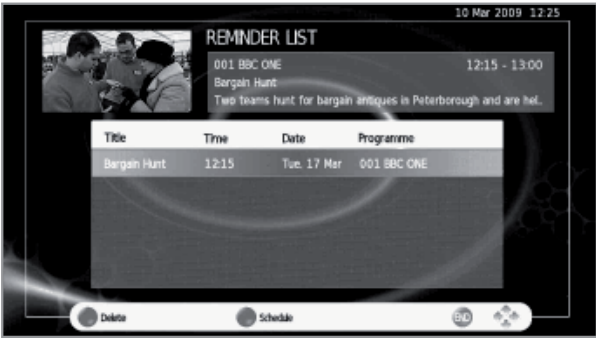 10 Mar 2009 12:25
REMINDER LIST
001 BBC ONE 12:15 - 13:00
Bargain Hunt
Two teams hunt for bargain antiques in Peterborough and are hel..
Title Time Date Programme
Bargain Hunt 12:15 Tue. 17 Mar 001 BBC ONE
Delete Schedule END